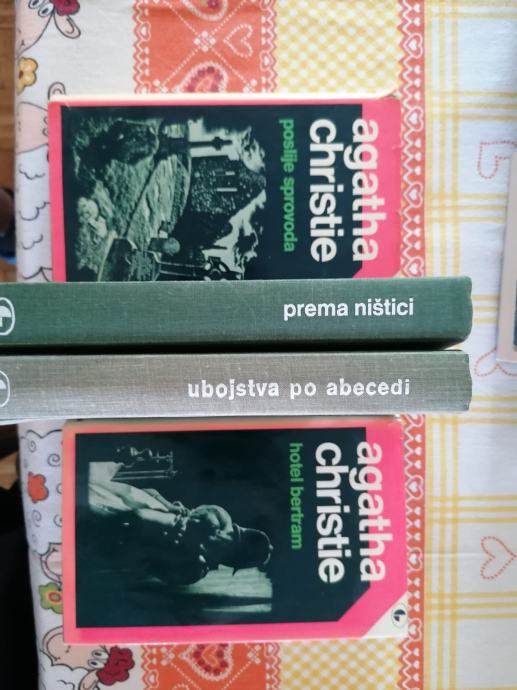 agatha
christie
poslije sprovoda
prema ništici
ubojstva po abecedi
agatha
christie
hotel bertram